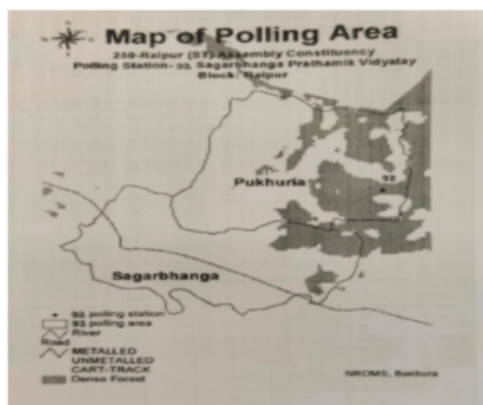 Map of Polling Area
250-Raipur (ST) Assembly Constituency
Polling Station- 92, Sagarbhanga Prathamik Vidyalay
Block: Raipur
92
Pukhuria
Sagarbhanga
92 polling station
92 polling area
River
Road
METALLED
UNMETALLED
CART-TRACK
Dense Forest
NRDMS, Bankura